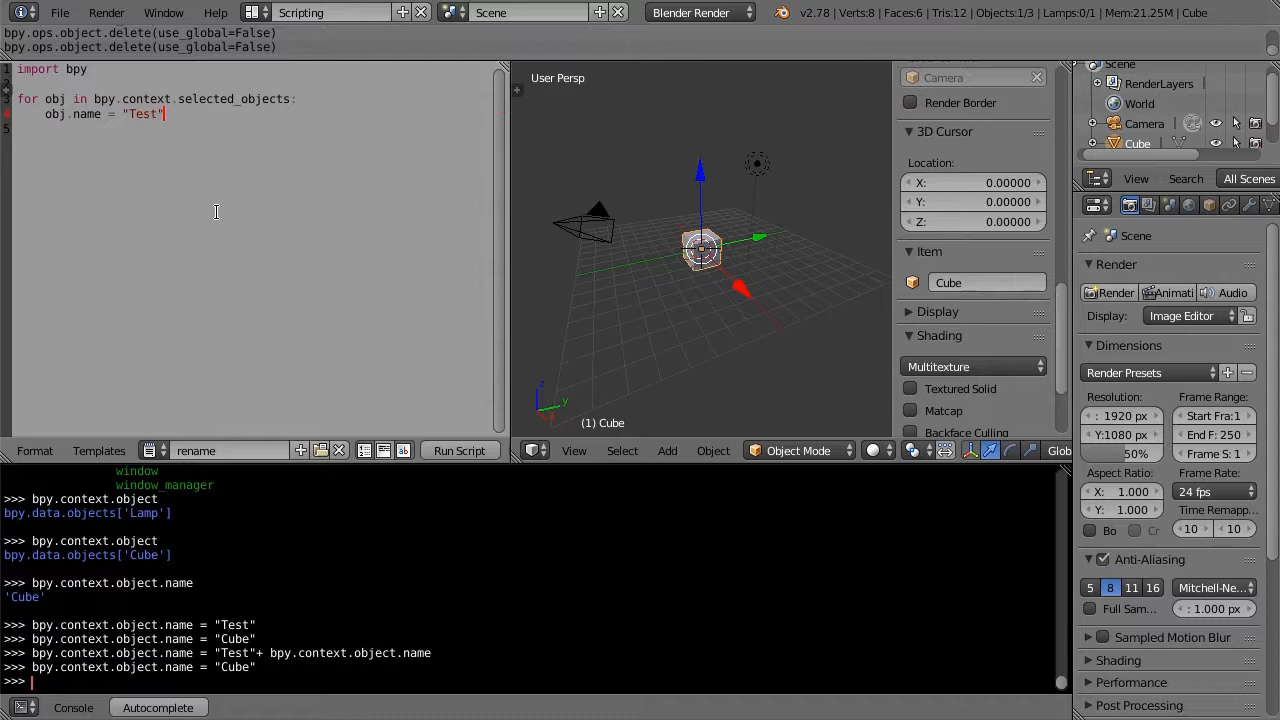 File Render Window Help Scripting Scene Blender Render v2.78 | Verts:8 | Faces:6 | Tris:12 | Objects:1/3 | Lamps:0/1 | Mem:21.25M | Cube
bpy.ops.object.delete(use_global=False)
bpy.ops.object.delete(use_global=False)
1 import bpy
3 for obj in bpy.context.selected_objects:
4 obj.name = "Test"
5
Format Templates rename Run Script
User Persp
z
y
(1) Cube
View Select Add Object Object Mode Glob
Camera
Render Border
3D Cursor
Location:
X: 0.00000
Y: 0.00000
Z: 0.00000
Item
Cube
Display
Shading
Multitexture
Textured Solid
Matcap
Backface Culling
Scene
RenderLayers
World
Camera
Cube
View Search All Scenes
Scene
Render
Render Animati Audio
Display: Image Editor
Dimensions
Render Presets
Resolution: Frame Range:
: 1920 px Start Fra:1
Y:1080 px End F: 250
50% Frame S: 1
Aspect Ratio: Frame Rate:
X: 1.000 24 fps
Y: 1.000 Time Remapp...
Bo Cr 10 10
Anti-Aliasing
5 8 11 16 Mitchell-Ne...
Full Sam... : 1.000 px
Sampled Motion Blur
Shading
Performance
Post Processing
window
window_manager
>>> bpy.context.object
bpy.data.objects['Lamp']
>>> bpy.context.object
bpy.data.objects['Cube']
>>> bpy.context.object.name
'Cube'
>>> bpy.context.object.name = "Test"
>>> bpy.context.object.name = "Cube"
>>> bpy.context.object.name = "Test"+ bpy.context.object.name
>>> bpy.context.object.name = "Cube"
>>>
Console Autocomplete